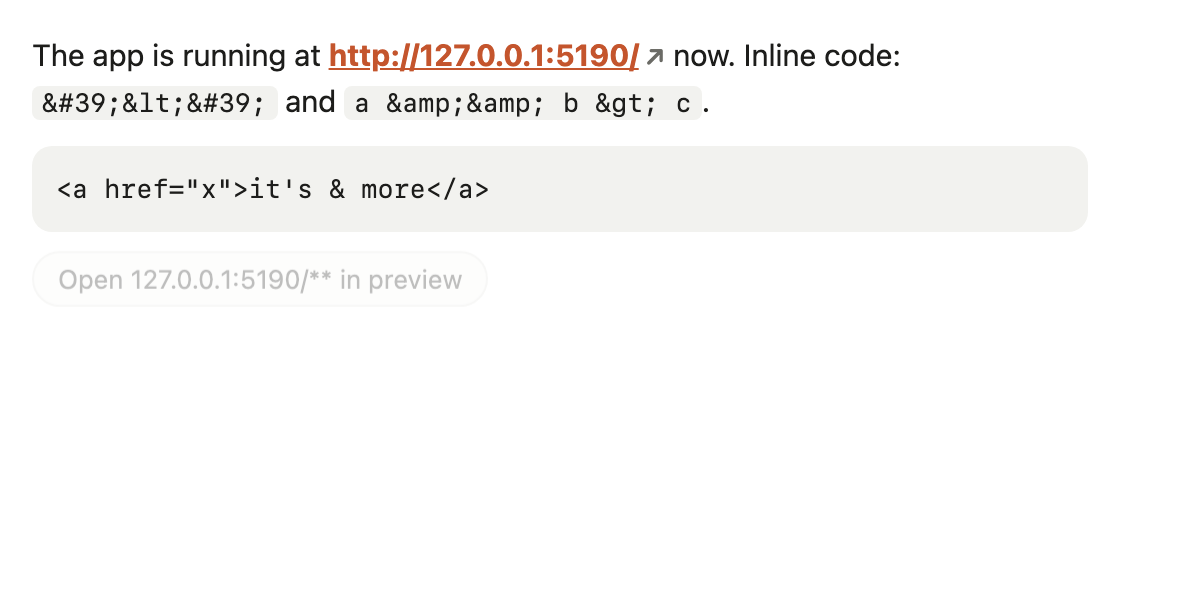 The app is running at http://127.0.0.1:5190/ ↗ now. Inline code:
&#39;&lt;&#39; and a &amp;&amp; b &gt; c.
<a href="x">it's & more</a>
Open 127.0.0.1:5190/** in preview